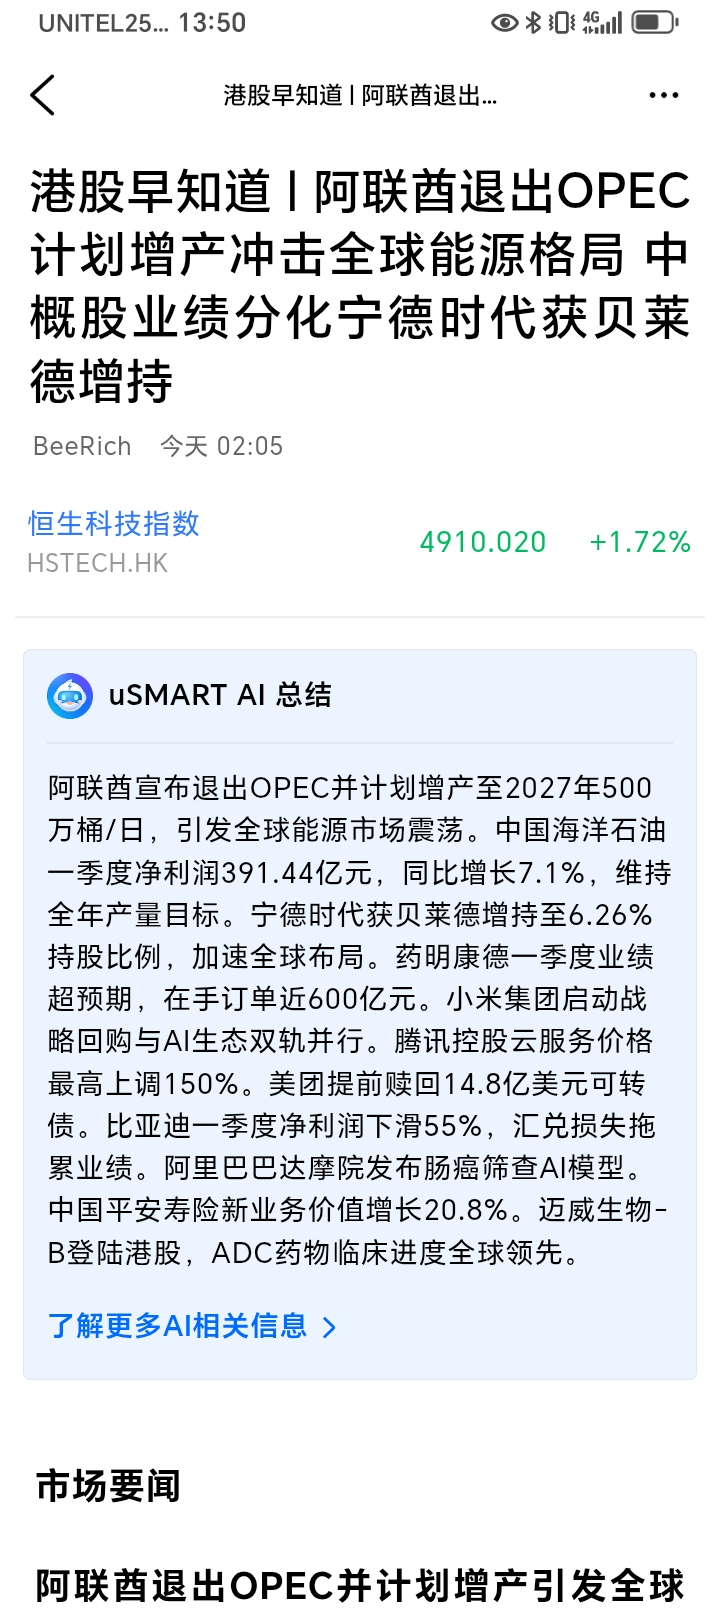 UNITEL25... 13:50 4G
港股早知道 | 阿联酋退出...
港股早知道 | 阿联酋退出OPEC
计划增产冲击全球能源格局 中
概股业绩分化宁德时代获贝莱
德增持
BeeRich 今天 02:05
恒生科技指数
4910.020 +1.72%
HSTECH.HK
uSMART AI 总结
阿联酋宣布退出OPEC并计划增产至2027年500
万桶/日，引发全球能源市场震荡。中国海洋石油
一季度净利润391.44亿元，同比增长7.1%，维持
全年产量目标。宁德时代获贝莱德增持至6.26%
持股比例，加速全球布局。药明康德一季度业绩
超预期，在手订单近600亿元。小米集团启动战
略回购与AI生态双轨并行。腾讯控股云服务价格
最高上调150%。美团提前赎回14.8亿美元可转
债。比亚迪一季度净利润下滑55%，汇兑损失拖
累业绩。阿里巴巴达摩院发布肠癌筛查AI模型。
中国平安寿险新业务价值增长20.8%。迈威生物-
B登陆港股，ADC药物临床进度全球领先。
了解更多AI相关信息 >
市场要闻
阿联酋退出OPEC并计划增产引发全球